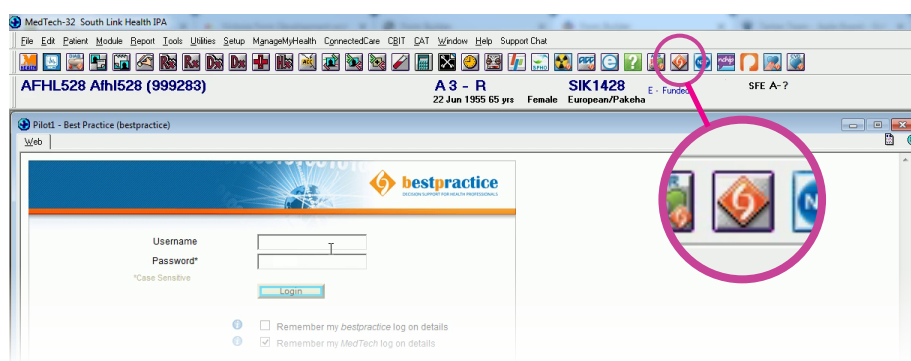 MedTech-32 South Link Health IPA
File Edit Patient Module Report Tools Utilities Setup ManageMyHealth ConnectedCare CBIT CAT Window Help Support Chat
AFHL528 Afhl528 (999283) A 3 - R SIK1428 E - Funded SFE A-?
22 Jun 1955 65 yrs Female European/Pakeha
Pilot1 - Best Practice (bestpractice)
Web
bestpractice
DECISION SUPPORT FOR HEALTH PROFESSIONALS
Username
Password*
*Case Sensitive
Login
Remember my bestpractice log on details
Remember my MedTech log on details